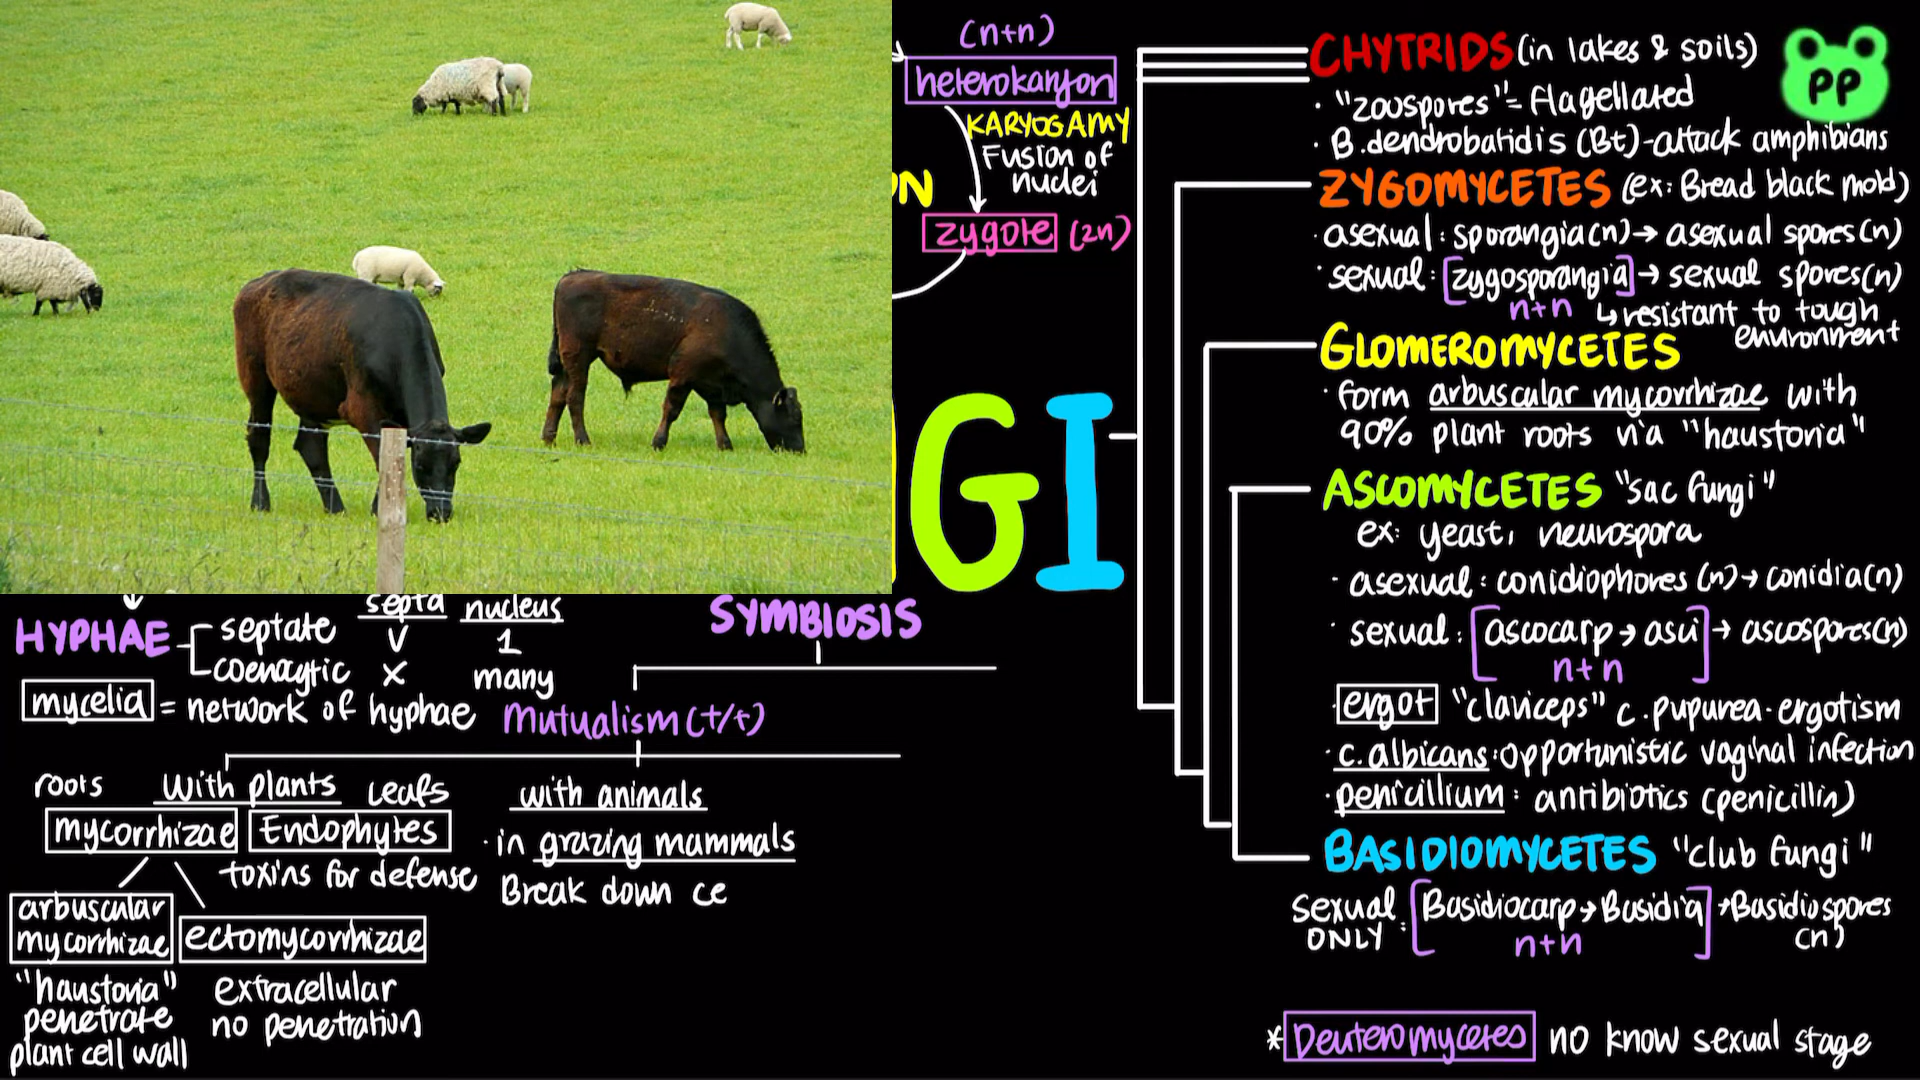 (n+n)
heterokaryon
KARYOGAMY
Fusion of
nuclei
ON
zygote (2n)
GI
CHYTRIDS (in lakes & soils)
PP
· "zouspores" = flagellated
· B. dendrobatidis (Bt) - attack amphibians
ZYGOMYCETES (ex: Bread black mold)
· asexual: sporangia (n) → asexual spores (n)
· sexual: [zygosporangia] → sexual spores (n)
n+n ↳ resistant to tough
environment
GLOMEROMYCETES
· form arbuscular mycorrhizae with
90% plant roots via "haustoria"
ASCOMYCETES "sac fungi"
ex: yeast, neurospora
· asexual: conidiophores (n) → conidia (n)
· sexual: [ascocarp → asci] → ascospores (n)
n+n
· ergot "claviceps" c. pupurea - ergotism
· c. albicans: opportunistic vaginal infection
· penicillium: antibiotics (penicillin)
BASIDIOMYCETES "club fungi"
sexual ONLY: [Basidiocarp → Basidia] → Basidiospores (n)
n+n
* Deuteromycetes no know sexual stage
septa nucleus
HYPHAE septate V 1
coenagtic X many
mycelia = network of hyphae
SYMBIOSIS
Mutualism (+/+)
roots with plants leafs
mycorrhizae Endophytes
toxins for defense
arbuscular
mycorrhizae
ectomycorrhizae
"haustoria"
penetrate
plant cell wall
extracellular
no penetration
with animals
· in grazing mammals
Break down ce